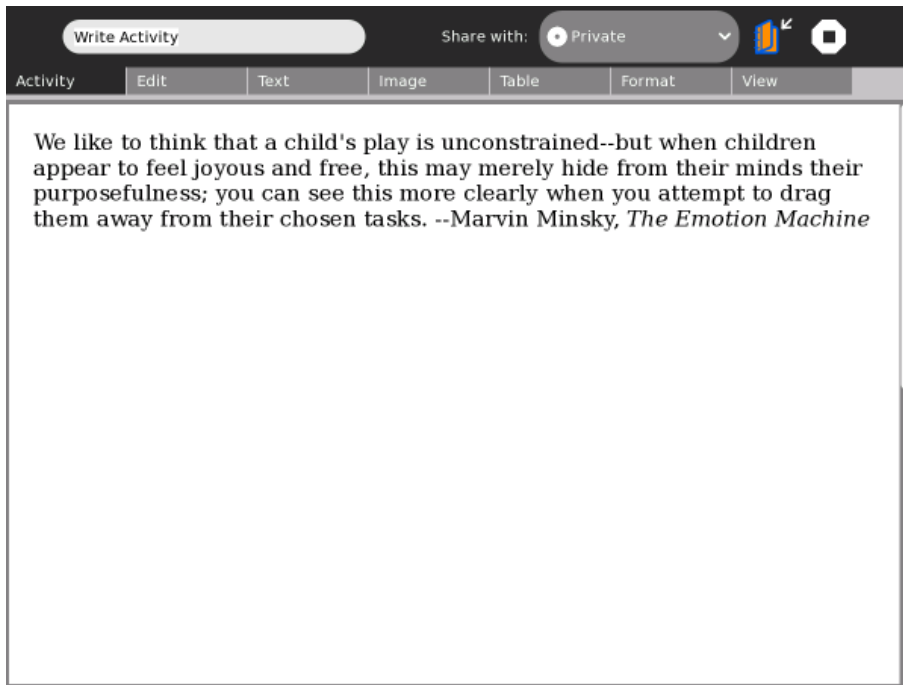 Write Activity Share with: Private
Activity Edit Text Image Table Format View
We like to think that a child's play is unconstrained--but when children
appear to feel joyous and free, this may merely hide from their minds their
purposefulness; you can see this more clearly when you attempt to drag
them away from their chosen tasks. --Marvin Minsky, The Emotion Machine